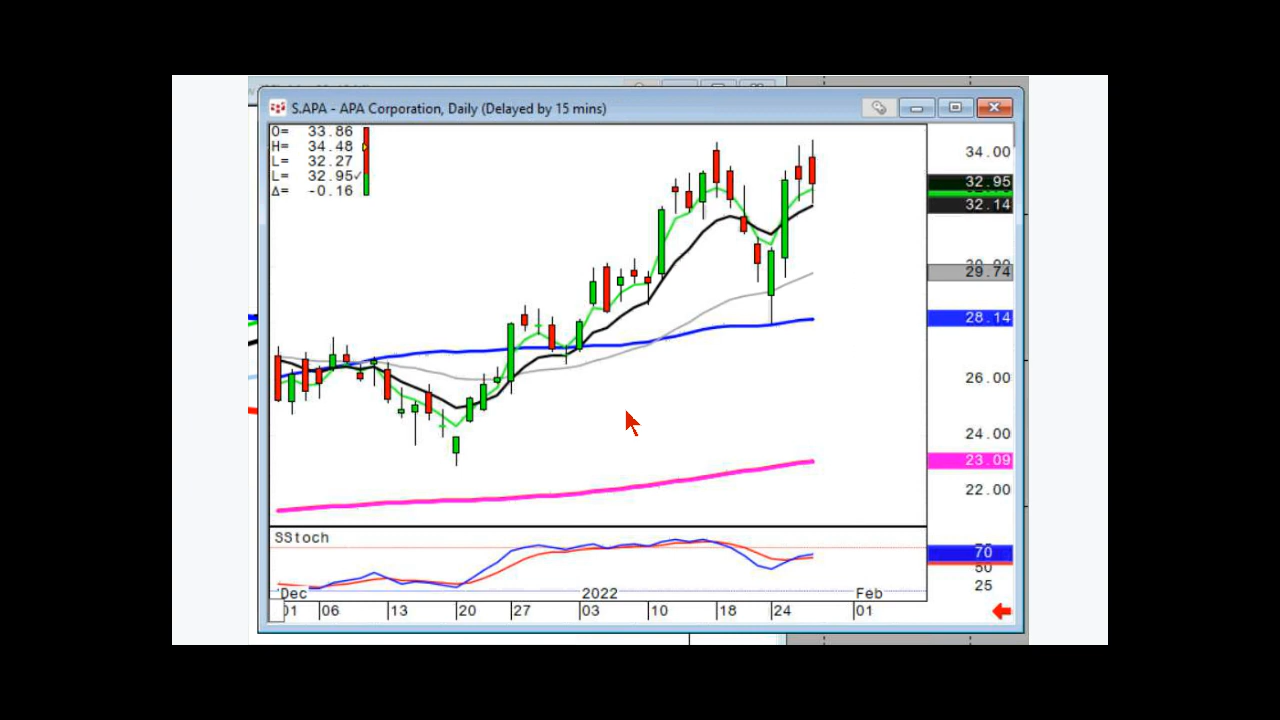 S.APA - APA Corporation, Daily (Delayed by 15 mins)
O= 33.86
H= 34.48
L= 32.27
L= 32.95✓
Δ= -0.16
34.00
32.95
32.14
29.74
28.14
26.00
24.00
23.09
22.00
SStoch
70
50
25
'Dec 2022 Feb
01 06 13 20 27 03 10 18 24 01